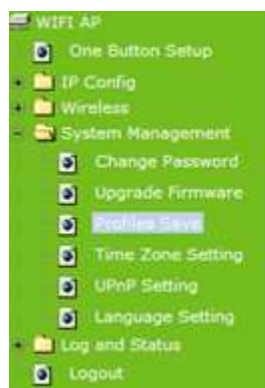 WIFI AP
One Button Setup
IP Config
Wireless
System Management
Change Password
Upgrade Firmware
Profiles Save
Time Zone Setting
UPnP Setting
Language Setting
Log and Status
Logout